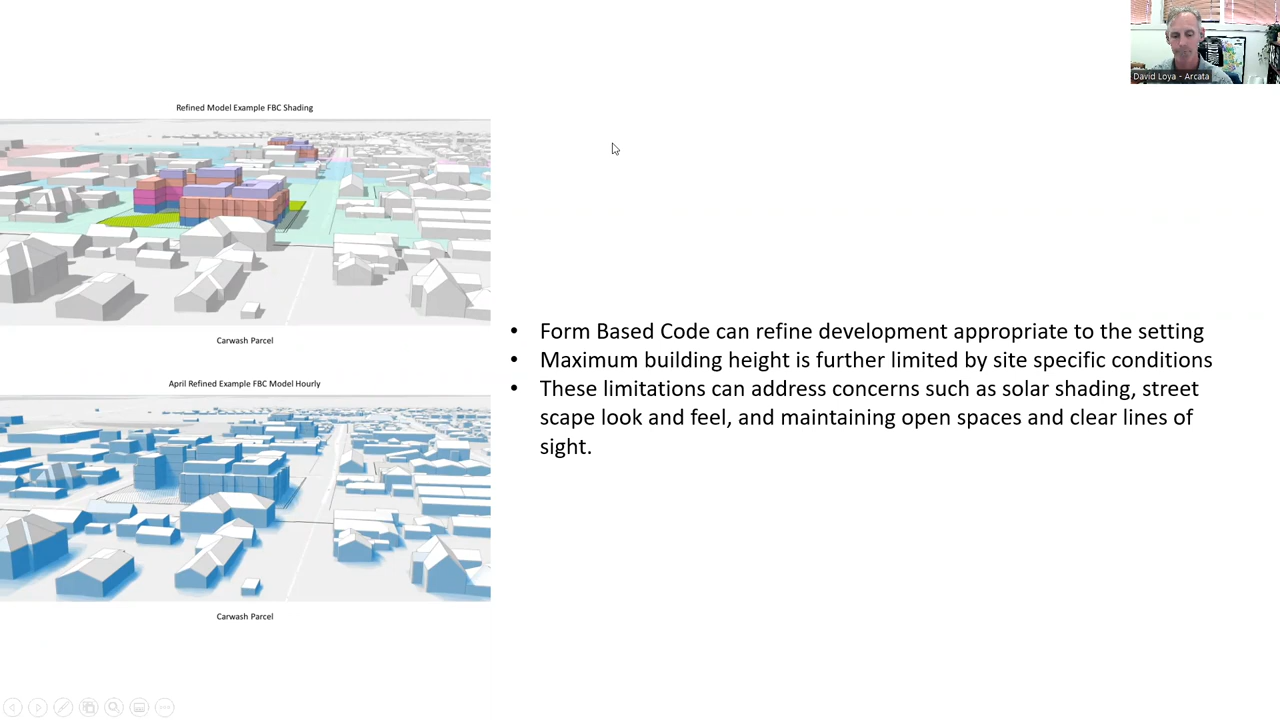 David Loya - Arcata
Refined Model Example FBC Shading
Carwash Parcel
April Refined Example FBC Model Hourly
Carwash Parcel
• Form Based Code can refine development appropriate to the setting
• Maximum building height is further limited by site specific conditions
• These limitations can address concerns such as solar shading, street
scape look and feel, and maintaining open spaces and clear lines of
sight.